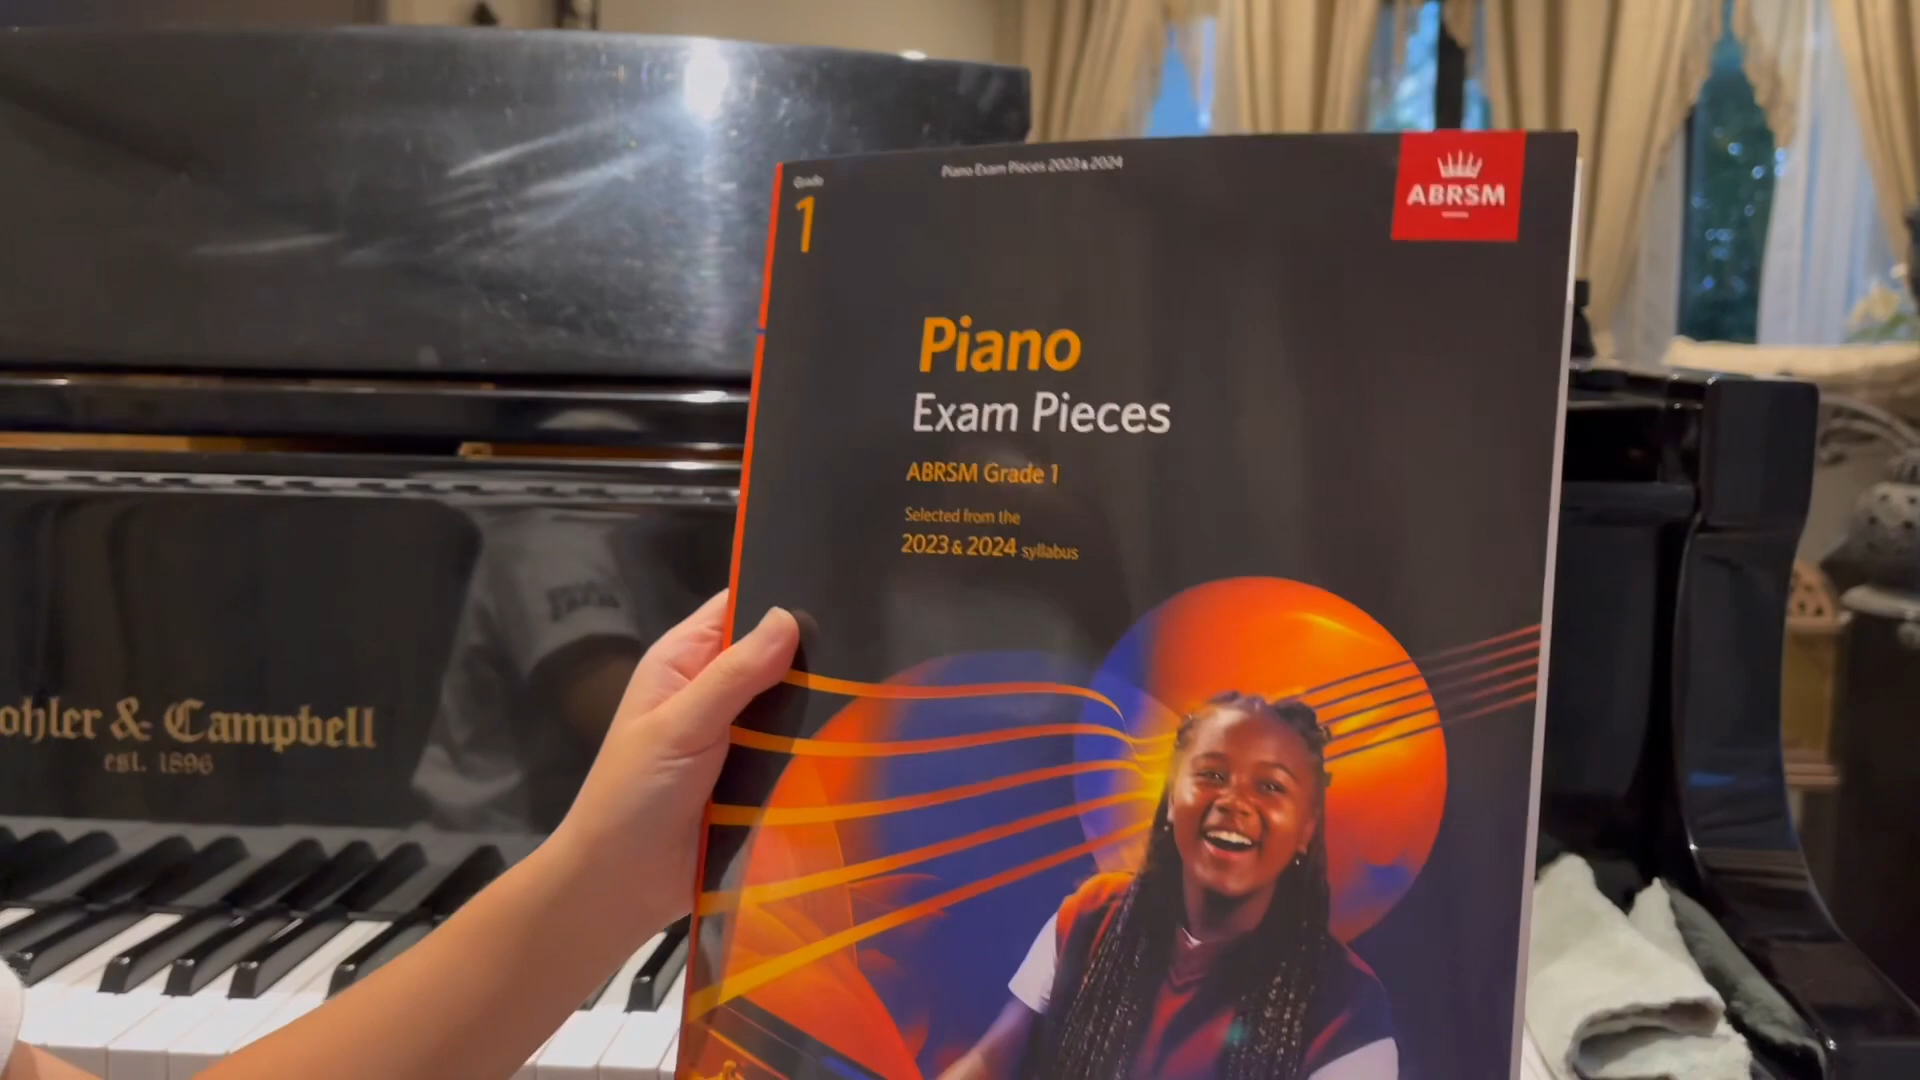 Grade
1
Piano Exam Pieces 2023 & 2024
ABRSM
Piano
Exam Pieces
ABRSM Grade 1
Selected from the
2023 & 2024 syllabus
ohler & Campbell
est. 1896